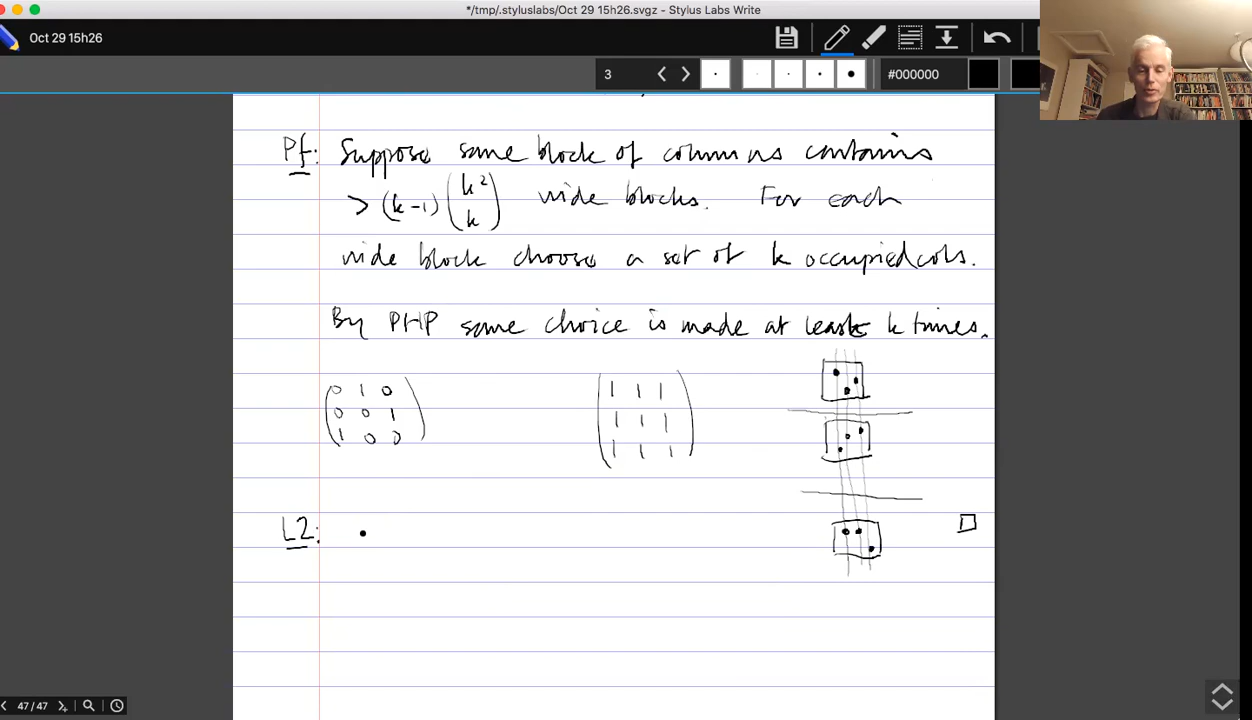 */tmp/.styluslabs/Oct 29 15h26.svgz - Stylus Labs Write
Oct 29 15h26
3
#000000
Pf: Suppose some block of columns contains
> (k-1) (k² k) wide blocks. For each
wide block choose a set of k occupied cols.
By PHP same choice is made at least k times.
0 1 0
0 0 1
1 0 0
1 1 1
1 1 1
1 1 1
L2:
47/47